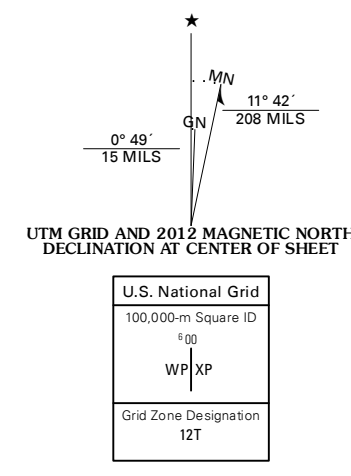 ★
MN
GN
11° 42´
208 MILS
0° 49´
15 MILS
UTM GRID AND 2012 MAGNETIC NORTH
DECLINATION AT CENTER OF SHEET
U.S. National Grid
100,000-m Square ID
⁶00
WP XP
Grid Zone Designation
12T